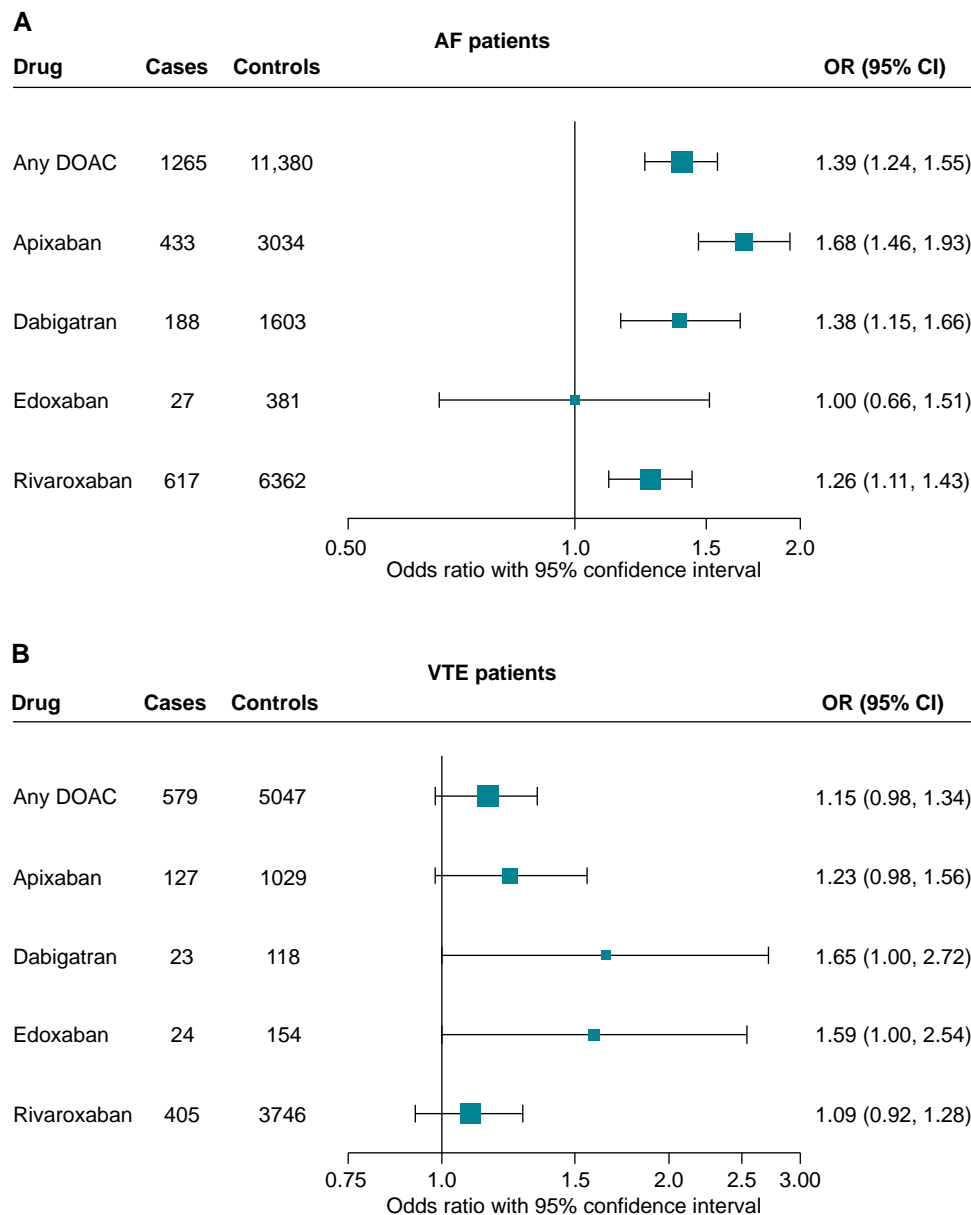 A
AF patients
Drug Cases Controls OR (95% CI)
Any DOAC 1265 11,380 1.39 (1.24, 1.55)
Apixaban 433 3034 1.68 (1.46, 1.93)
Dabigatran 188 1603 1.38 (1.15, 1.66)
Edoxaban 27 381 1.00 (0.66, 1.51)
Rivaroxaban 617 6362 1.26 (1.11, 1.43)
0.50 1.0 1.5 2.0
Odds ratio with 95% confidence interval
B
VTE patients
Drug Cases Controls OR (95% CI)
Any DOAC 579 5047 1.15 (0.98, 1.34)
Apixaban 127 1029 1.23 (0.98, 1.56)
Dabigatran 23 118 1.65 (1.00, 2.72)
Edoxaban 24 154 1.59 (1.00, 2.54)
Rivaroxaban 405 3746 1.09 (0.92, 1.28)
0.75 1.0 1.5 2.0 2.5 3.00
Odds ratio with 95% confidence interval